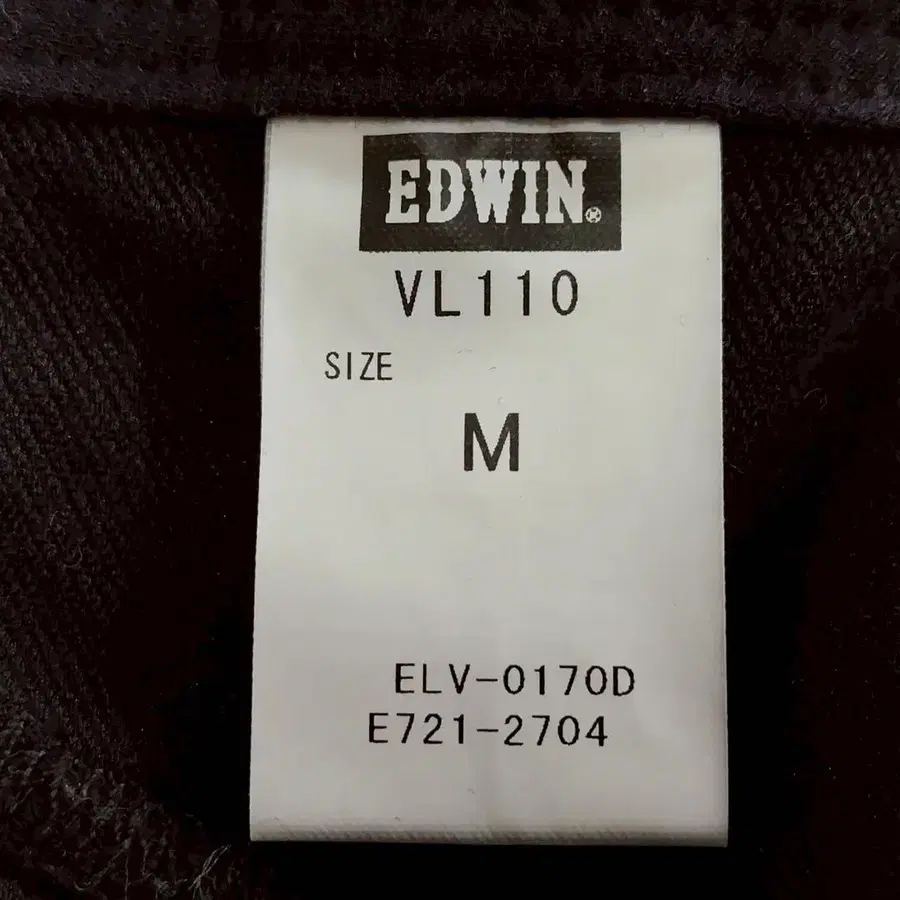 EDWIN®
VL110
SIZE
M
ELV-0170D
E721-2704